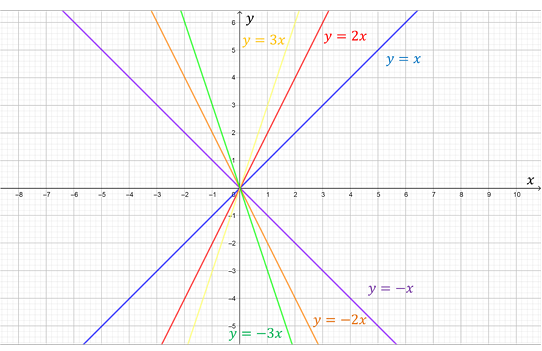 y
6
y = 3x
y = 2x
y = x
5
4
3
2
1
x
−8 −7 −6 −5 −4 −3 −2 −1 0 1 2 3 4 5 6 7 8 9 10
−1
−2
−3
y = −x
−4
y = −2x
−5
y = −3x